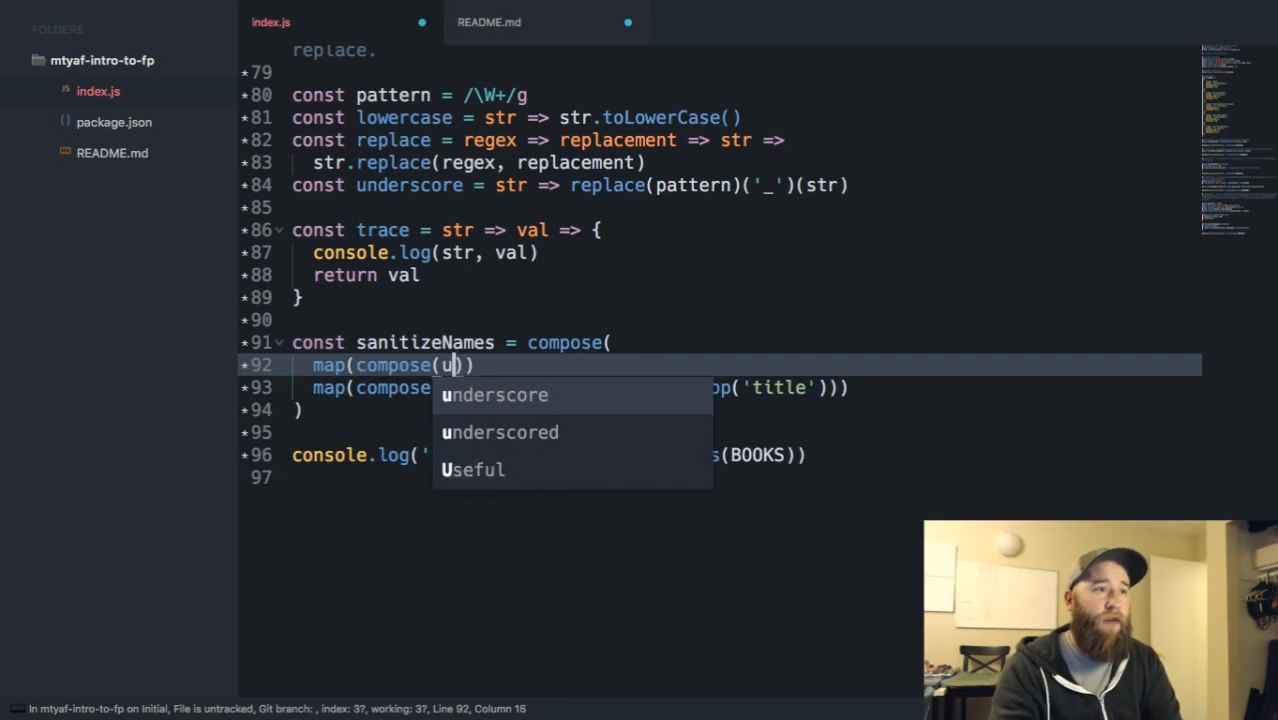 FOLDERS
mtyaf-intro-to-fp
JS index.js
package.json
README.md
index.js
README.md
replace.
*79
*80 const pattern = /\W+/g
*81 const lowercase = str => str.toLowerCase()
*82 const replace = regex => replacement => str =>
*83 str.replace(regex, replacement)
*84 const underscore = str => replace(pattern)('_')(str)
*85
*86 const trace = str => val => {
*87 console.log(str, val)
*88 return val
*89 }
*90
*91 const sanitizeNames = compose(
*92 map(compose(u))
*93 map(compose op('title')))
*94 )
*95
*96 console.log(' s(BOOKS))
97
underscore
underscored
Useful
In mtyaf-intro-to-fp on Initial, File is untracked, Git branch: , index: 3?, working: 3?, Line 92, Column 15